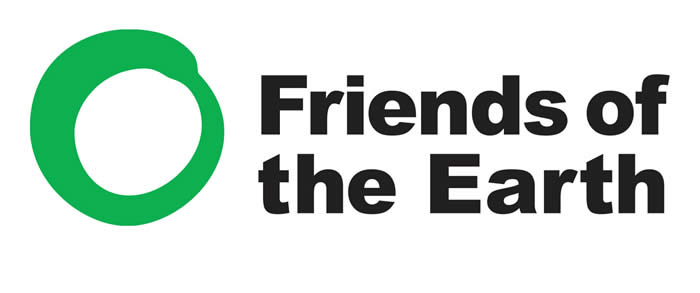 Friends of
the Earth